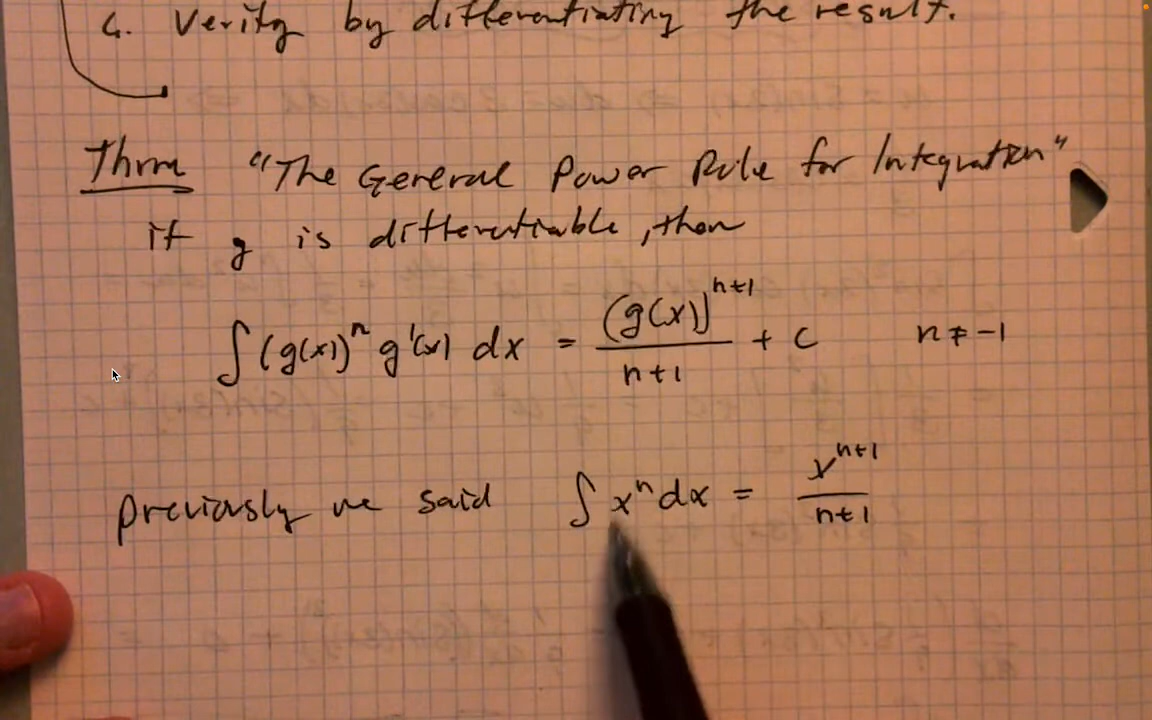 4. Verify by differentiating the result.
Thrm "The General Power Rule for Integration"
if g is differentiable, then
∫ (g(x))^n g'(x) dx = (g(x))^{n+1} / n+1 + C n ≠ -1
previously we said ∫ x^n dx = x^{n+1} / n+1